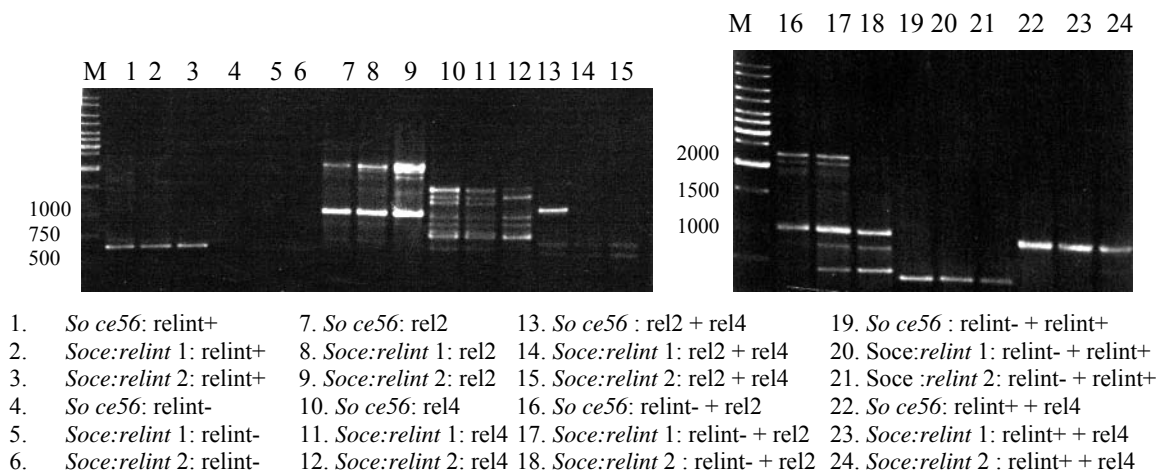 M 16 17 18 19 20 21 22 23 24
M 1 2 3 4 5 6 7 8 9 10 11 12 13 14 15
2000
1500
1000
1000
750
500
1. So ce56: relint+ 7. So ce56: rel2 13. So ce56 : rel2 + rel4 19. So ce56 : relint- + relint+
2. Soce:relint 1: relint+ 8. Soce:relint 1: rel2 14. Soce:relint 1: rel2 + rel4 20. Soce:relint 1: relint- + relint+
3. Soce:relint 2: relint+ 9. Soce:relint 2: rel2 15. Soce:relint 2: rel2 + rel4 21. Soce :relint 2: relint- + relint+
4. So ce56: relint- 10. So ce56: rel4 16. So ce56: relint- + rel2 22. So ce56: relint+ + rel4
5. Soce:relint 1: relint- 11. Soce:relint 1: rel4 17. Soce:relint 1: relint- + rel2 23. Soce:relint 1: relint+ + rel4
6. Soce:relint 2: relint- 12. Soce:relint 2: rel4 18. Soce:relint 2 : relint- + rel2 24. Soce:relint 2 : relint+ + rel4